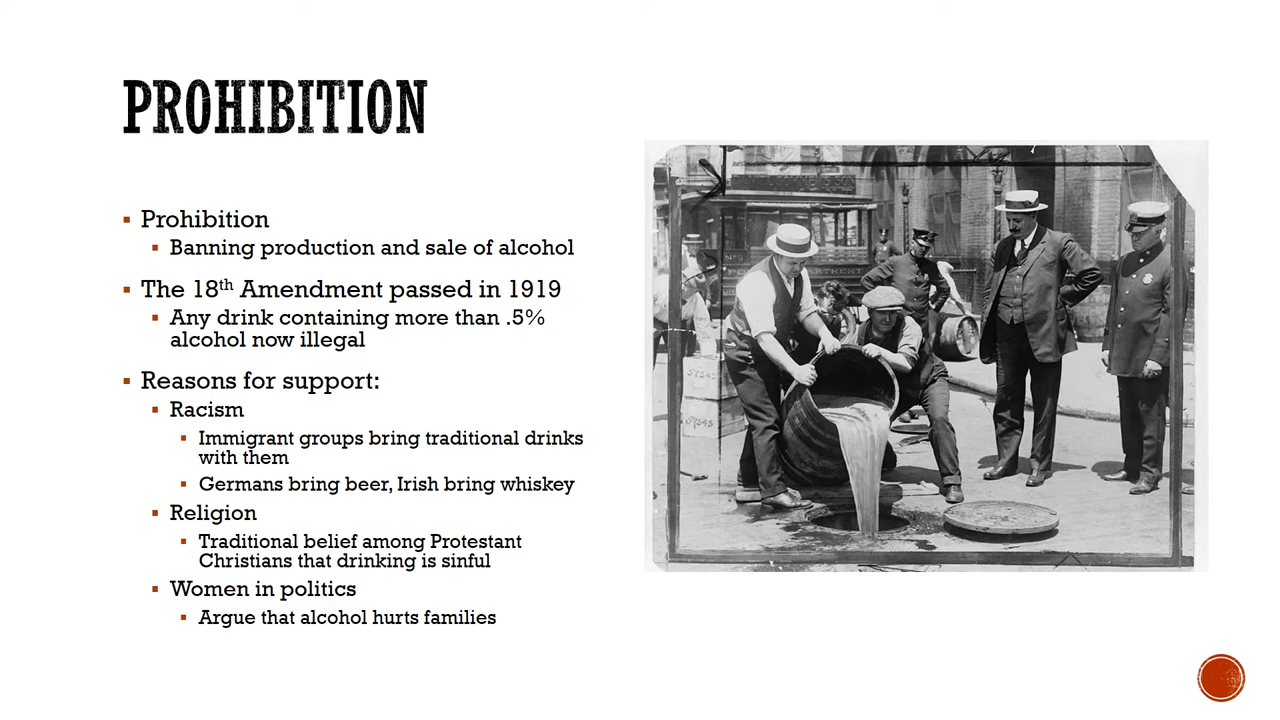 PROHIBITION
Prohibition
Banning production and sale of alcohol
The 18th Amendment passed in 1919
Any drink containing more than .5%
alcohol now illegal
Reasons for support:
Racism
Immigrant groups bring traditional drinks
with them
Germans bring beer, Irish bring whiskey
Religion
Traditional belief among Protestant
Christians that drinking is sinful
Women in politics
Argue that alcohol hurts families
57545